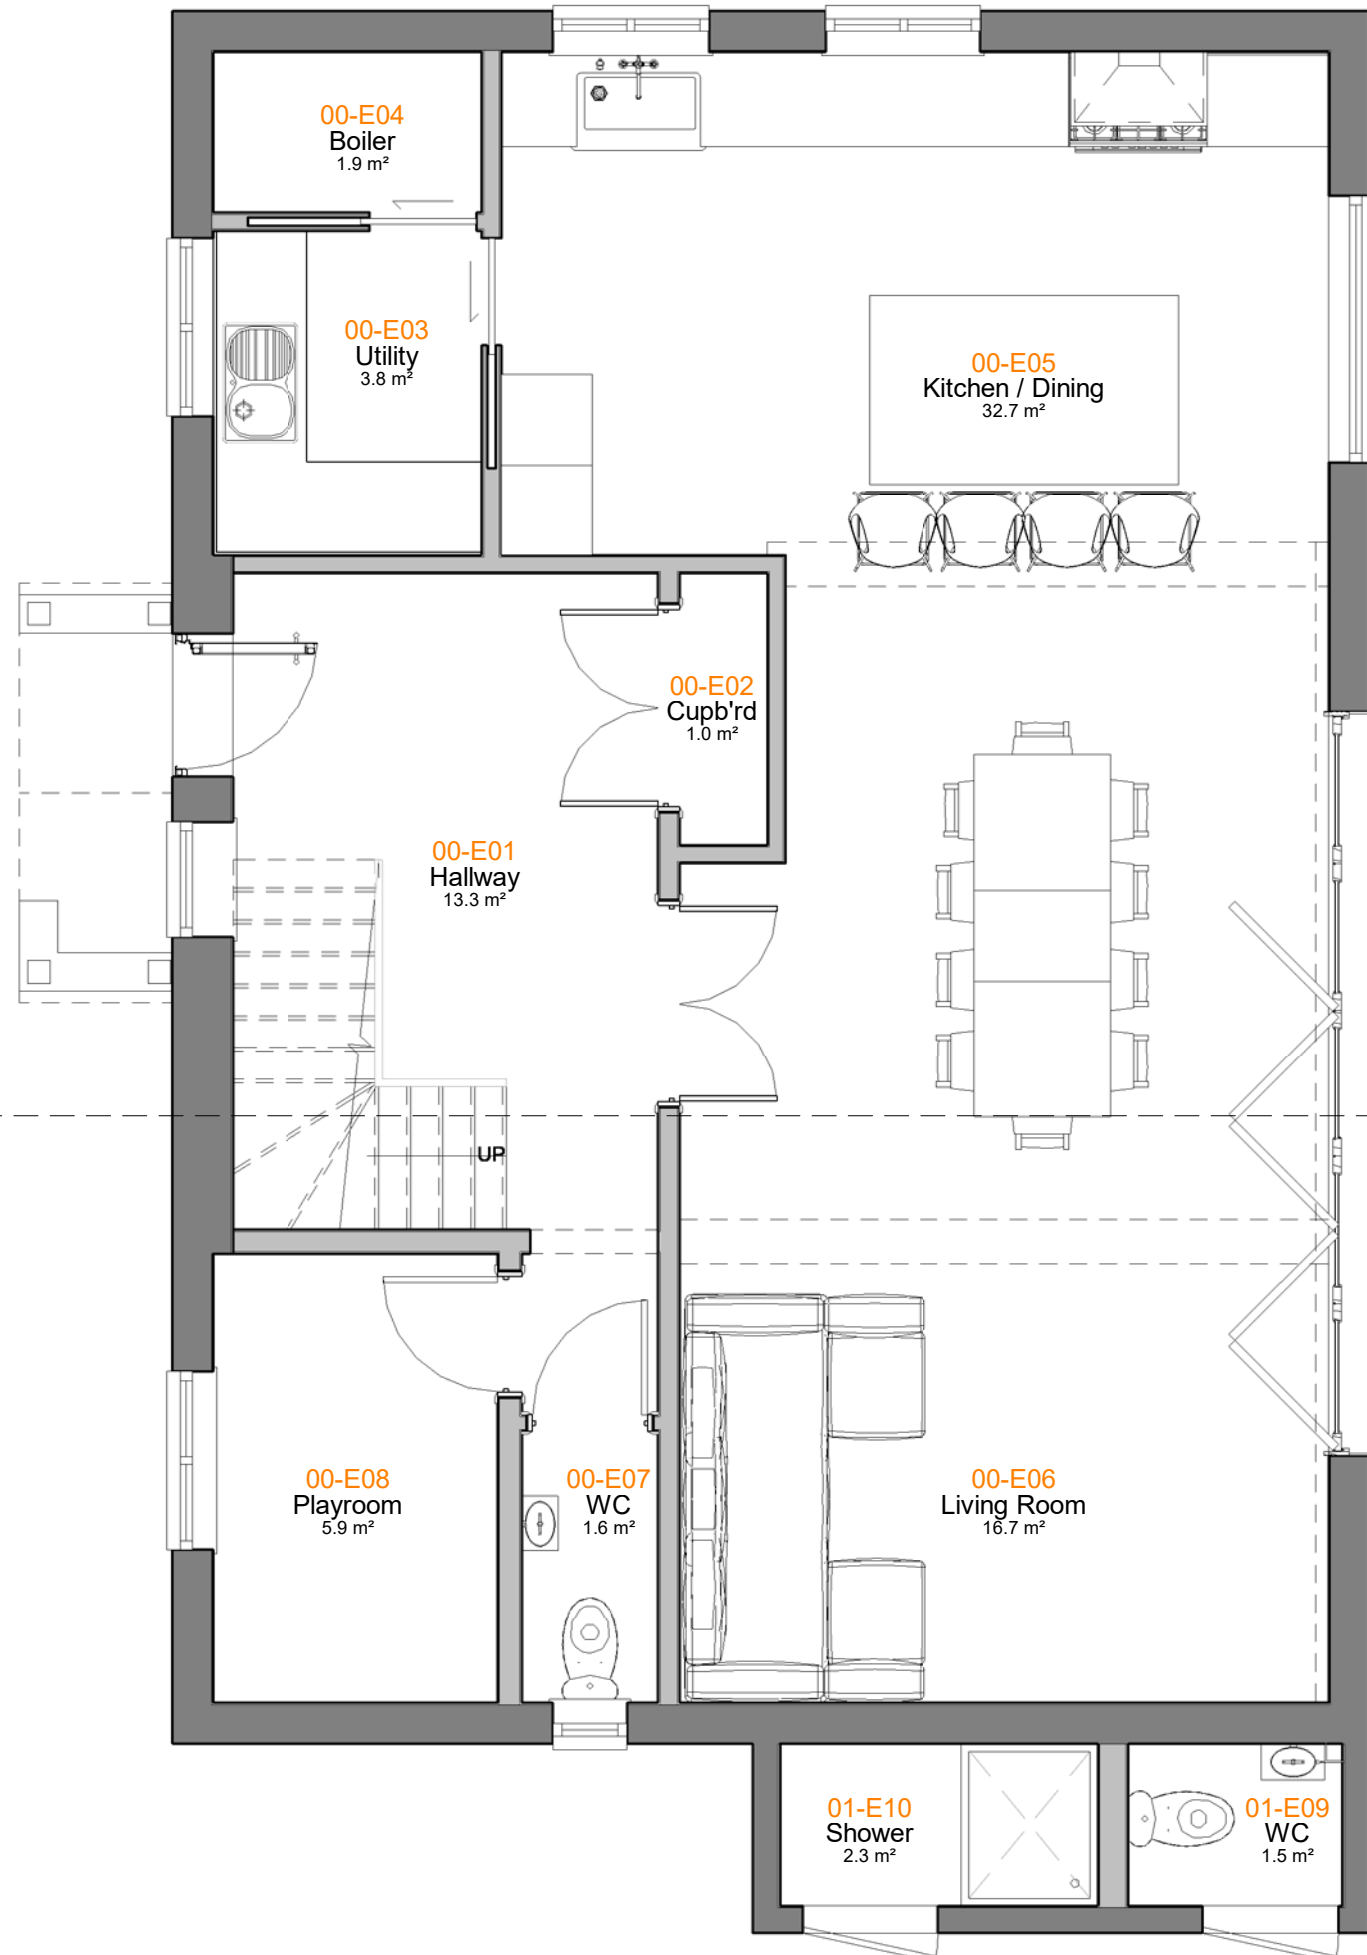 00-E04
Boiler
1.9 m²
00-E03
Utility
3.8 m²
00-E05
Kitchen / Dining
32.7 m²
00-E02
Cupb'rd
1.0 m²
00-E01
Hallway
13.3 m²
UP
00-E08
Playroom
5.9 m²
00-E07
WC
1.6 m²
00-E06
Living Room
16.7 m²
01-E10
Shower
2.3 m²
01-E09
WC
1.5 m²